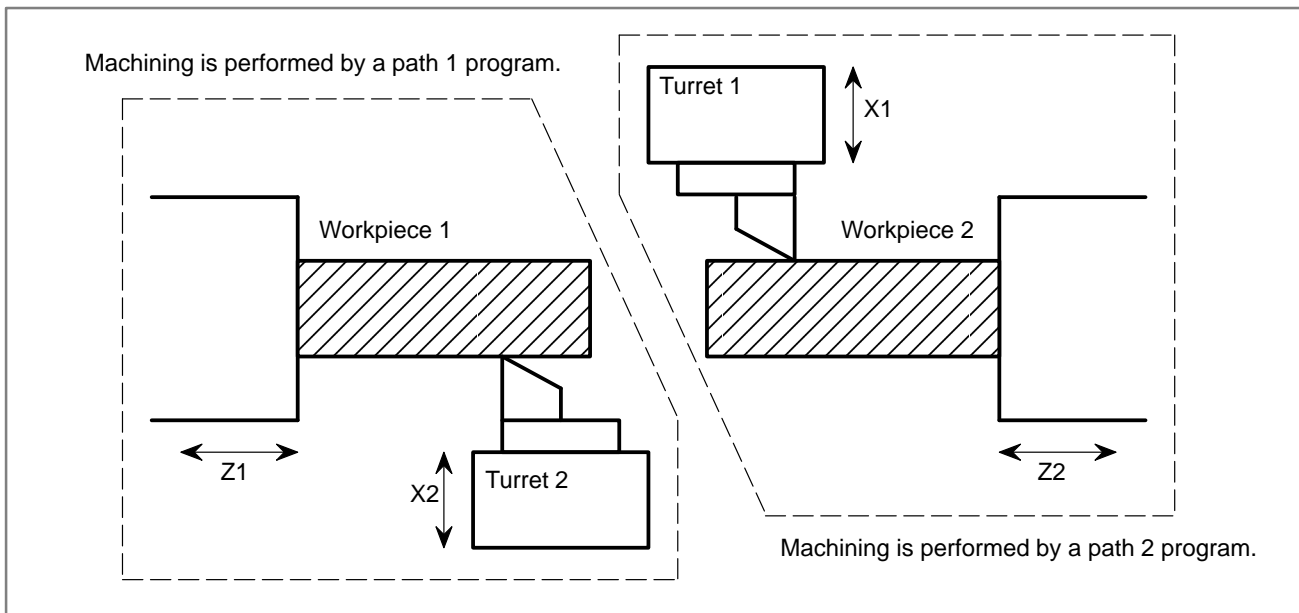 Machining is performed by a path 1 program.
Turret 1
X1
Workpiece 1
Workpiece 2
Z1
X2
Turret 2
Z2
Machining is performed by a path 2 program.